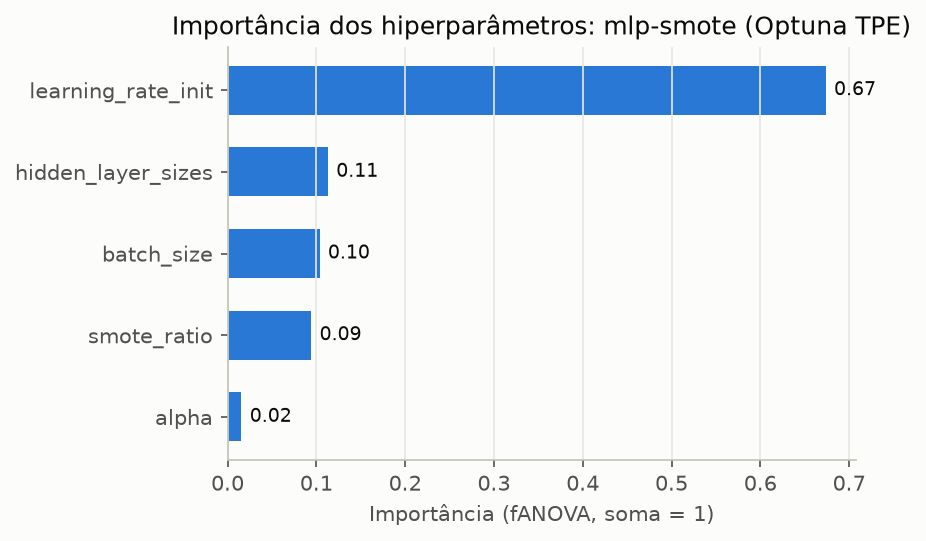 Importância dos hiperparâmetros: mlp-smote (Optuna TPE)
learning_rate_init 0.67
hidden_layer_sizes 0.11
batch_size 0.10
smote_ratio 0.09
alpha 0.02
0.0 0.1 0.2 0.3 0.4 0.5 0.6 0.7
Importância (fANOVA, soma = 1)